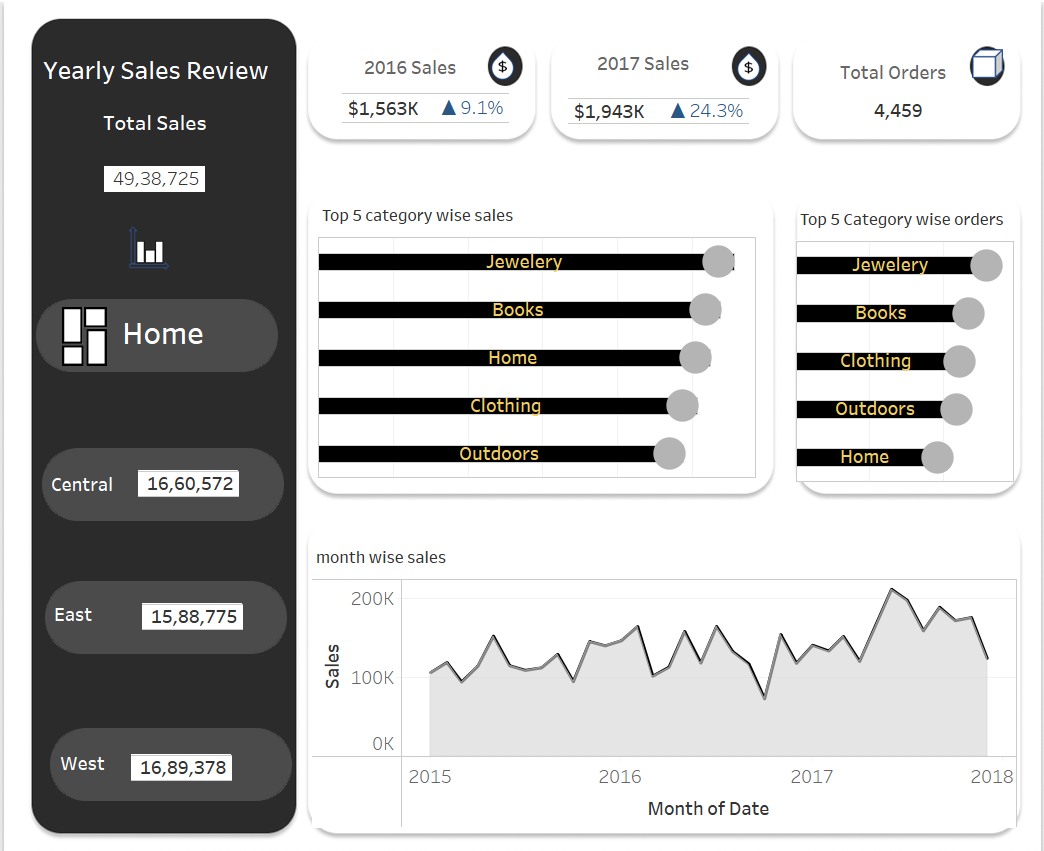 Yearly Sales Review
Total Sales
49,38,725
Home
Central 16,60,572
East 15,88,775
West 16,89,378
2016 Sales $
$1,563K ▲ 9.1%
2017 Sales $
$1,943K ▲ 24.3%
Total Orders
4,459
Top 5 category wise sales
Jewelery
Books
Home
Clothing
Outdoors
Top 5 Category wise orders
Jewelery
Books
Clothing
Outdoors
Home
month wise sales
Sales
200K
100K
0K
2015 2016 2017 2018
Month of Date